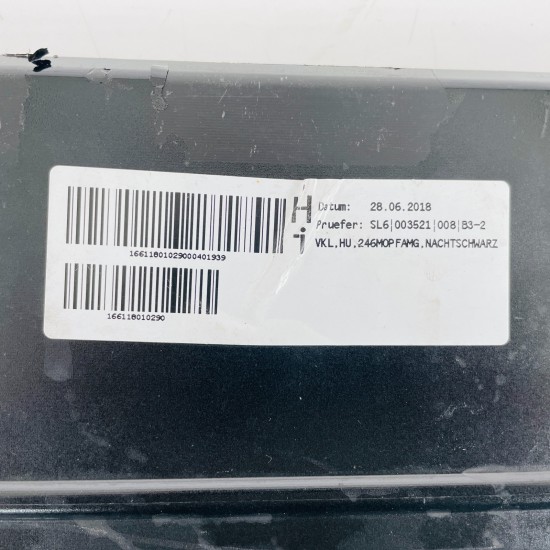 Datum: 28.06.2018
Pruefer: SL6|003521|008|B3-2
VKL,HU,246MOPFAMG,NACHTSCHWARZ
16611801029000401939
166118010290